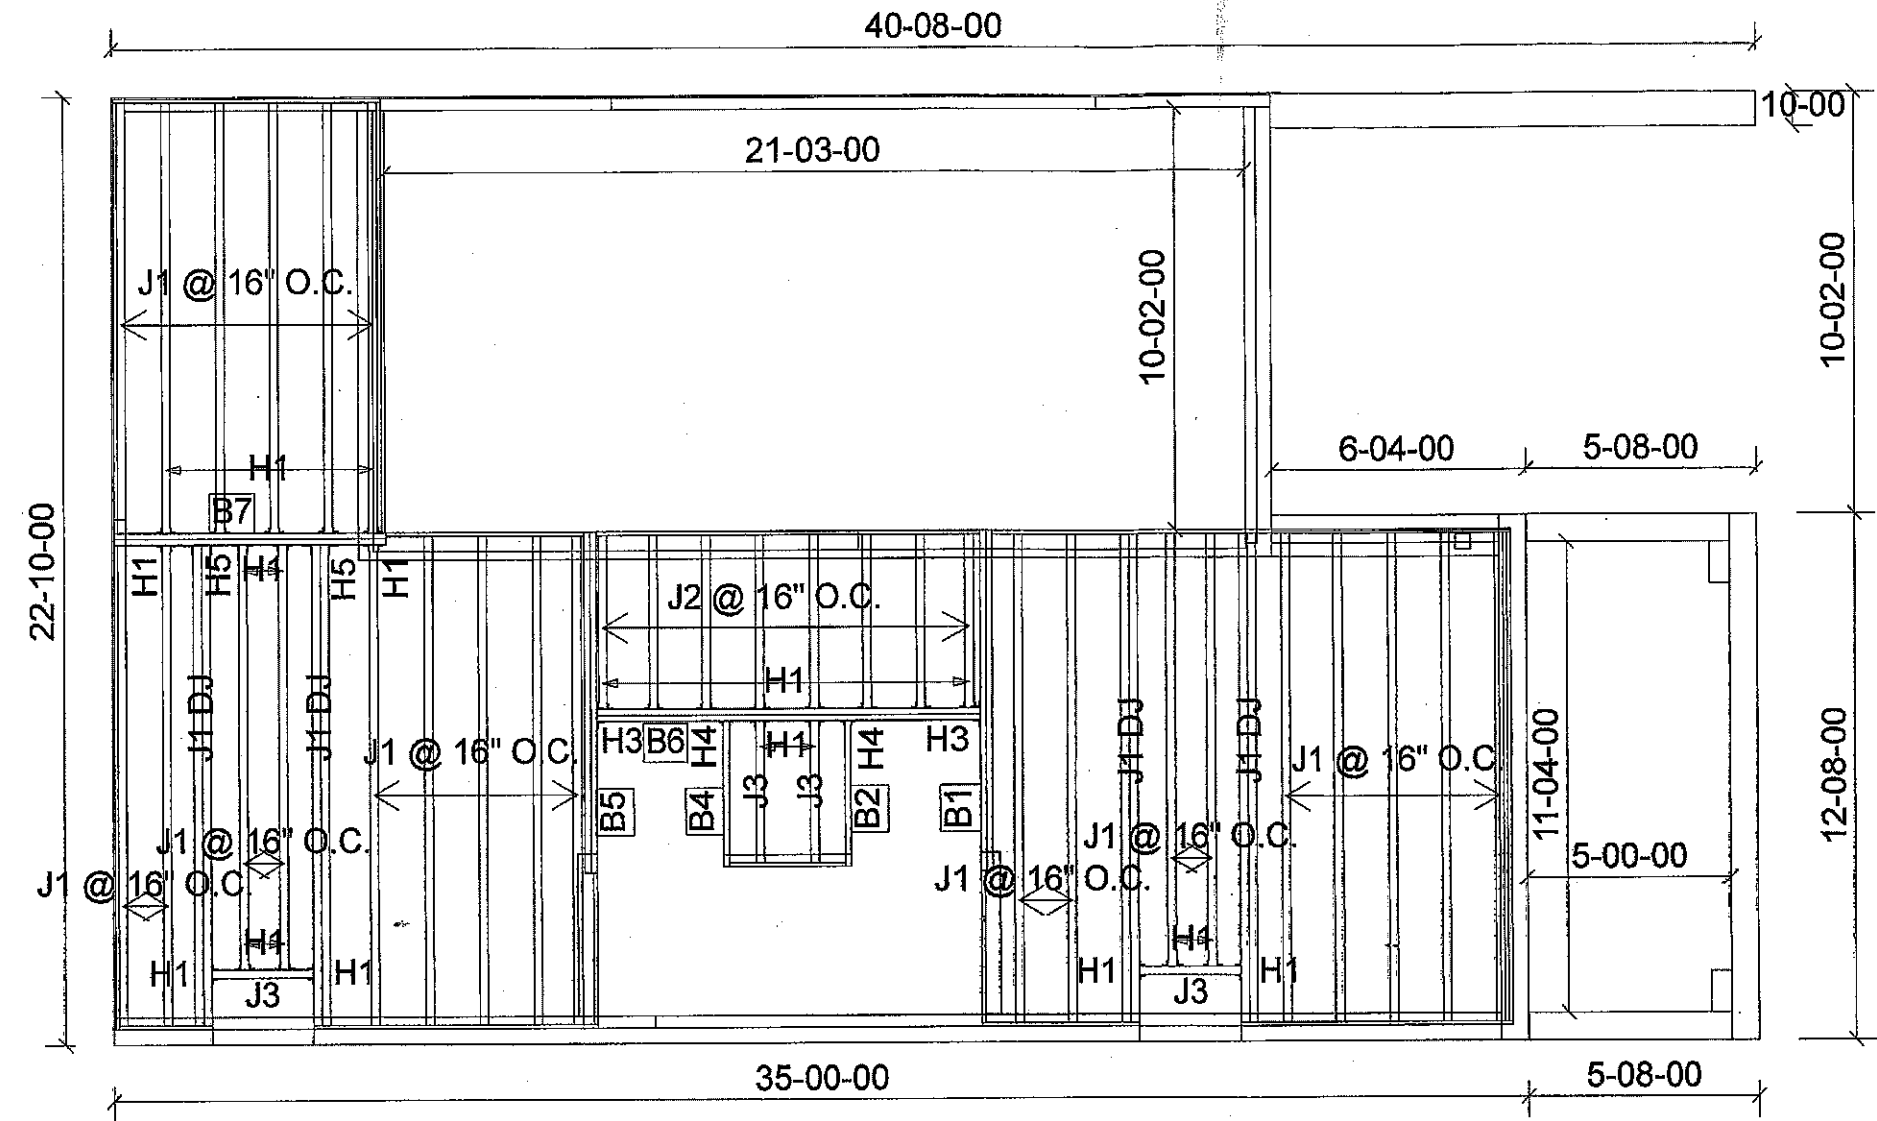 40-08-00
10-00
21-03-00
22-10-00
J1 @ 16" O.C.
10-02-00
10-02-00
6-04-00
5-08-00
H1
B7
H1
H5
H1
H5
H1
J2 @ 16" O.C.
H1
J1 DJ
J1 DJ
J1 DJ
J1 DJ
H3
B6
H4
H1
H4
H3
J1 @ 16" O.C.
J1 @ 16" O.C
11-04-00
12-08-00
J3
J3
B5
B4
B2
B1
J1 @ 16" O.C.
J1 @ 16" O.C.
5-00-00
J1 @ 16" O.C.
J1 @ 16" O.C.
H1
H1
H1
H1
H1
H1
J3
J3
35-00-00
5-08-00